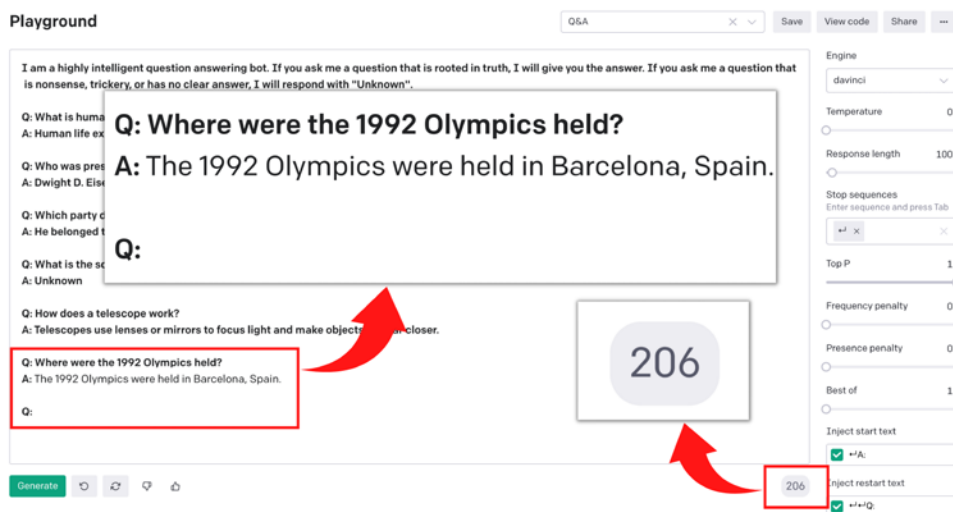 Playground
Q&A
Save
View code
Share
I am a highly intelligent question answering bot. If you ask me a question that is rooted in truth, I will give you the answer. If you ask me a question that
is nonsense, trickery, or has no clear answer, I will respond with "Unknown".
Q: What is huma
A: Human life ex
Q: Who was pres
A: Dwight D. Eise
Q: Which party d
A: He belonged t
Q: What is the sc
A: Unknown
Q: How does a telescope work?
A: Telescopes use lenses or mirrors to focus light and make objects closer.
Q: Where were the 1992 Olympics held?
A: The 1992 Olympics were held in Barcelona, Spain.
Q:
Q: Where were the 1992 Olympics held?
A: The 1992 Olympics were held in Barcelona, Spain.
Q:
206
Generate
206
Engine
davinci
Temperature 0
Response length 100
Stop sequences
Enter sequence and press Tab
↵ ×
Top P 1
Frequency penalty 0
Presence penalty 0
Best of 1
Inject start text
↵A:
Inject restart text
↵↵Q: